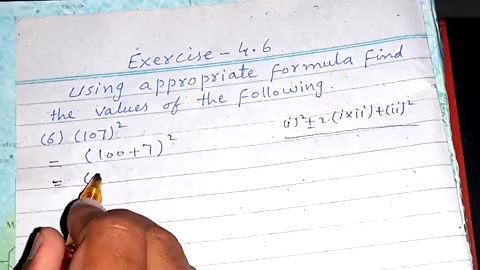 Exercise - 4.6
Using appropriate formula find
the values of the following.
(6) (107)²
(i)² ± 2.(i×ii)+(ii)²
= (100+7)²
= (